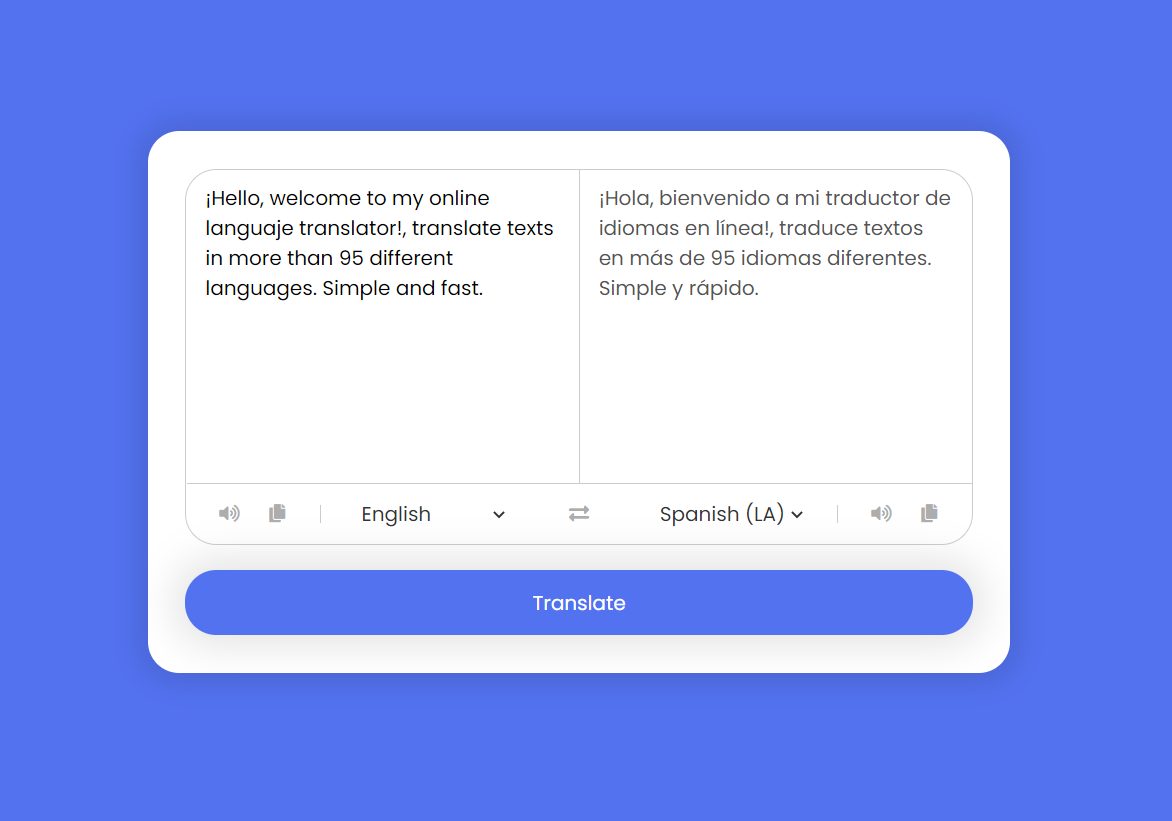 ¡Hello, welcome to my online
languaje translator!, translate texts
in more than 95 different
languages. Simple and fast.
¡Hola, bienvenido a mi traductor de
idiomas en línea!, traduce textos
en más de 95 idiomas diferentes.
Simple y rápido.
English
Spanish (LA)
Translate